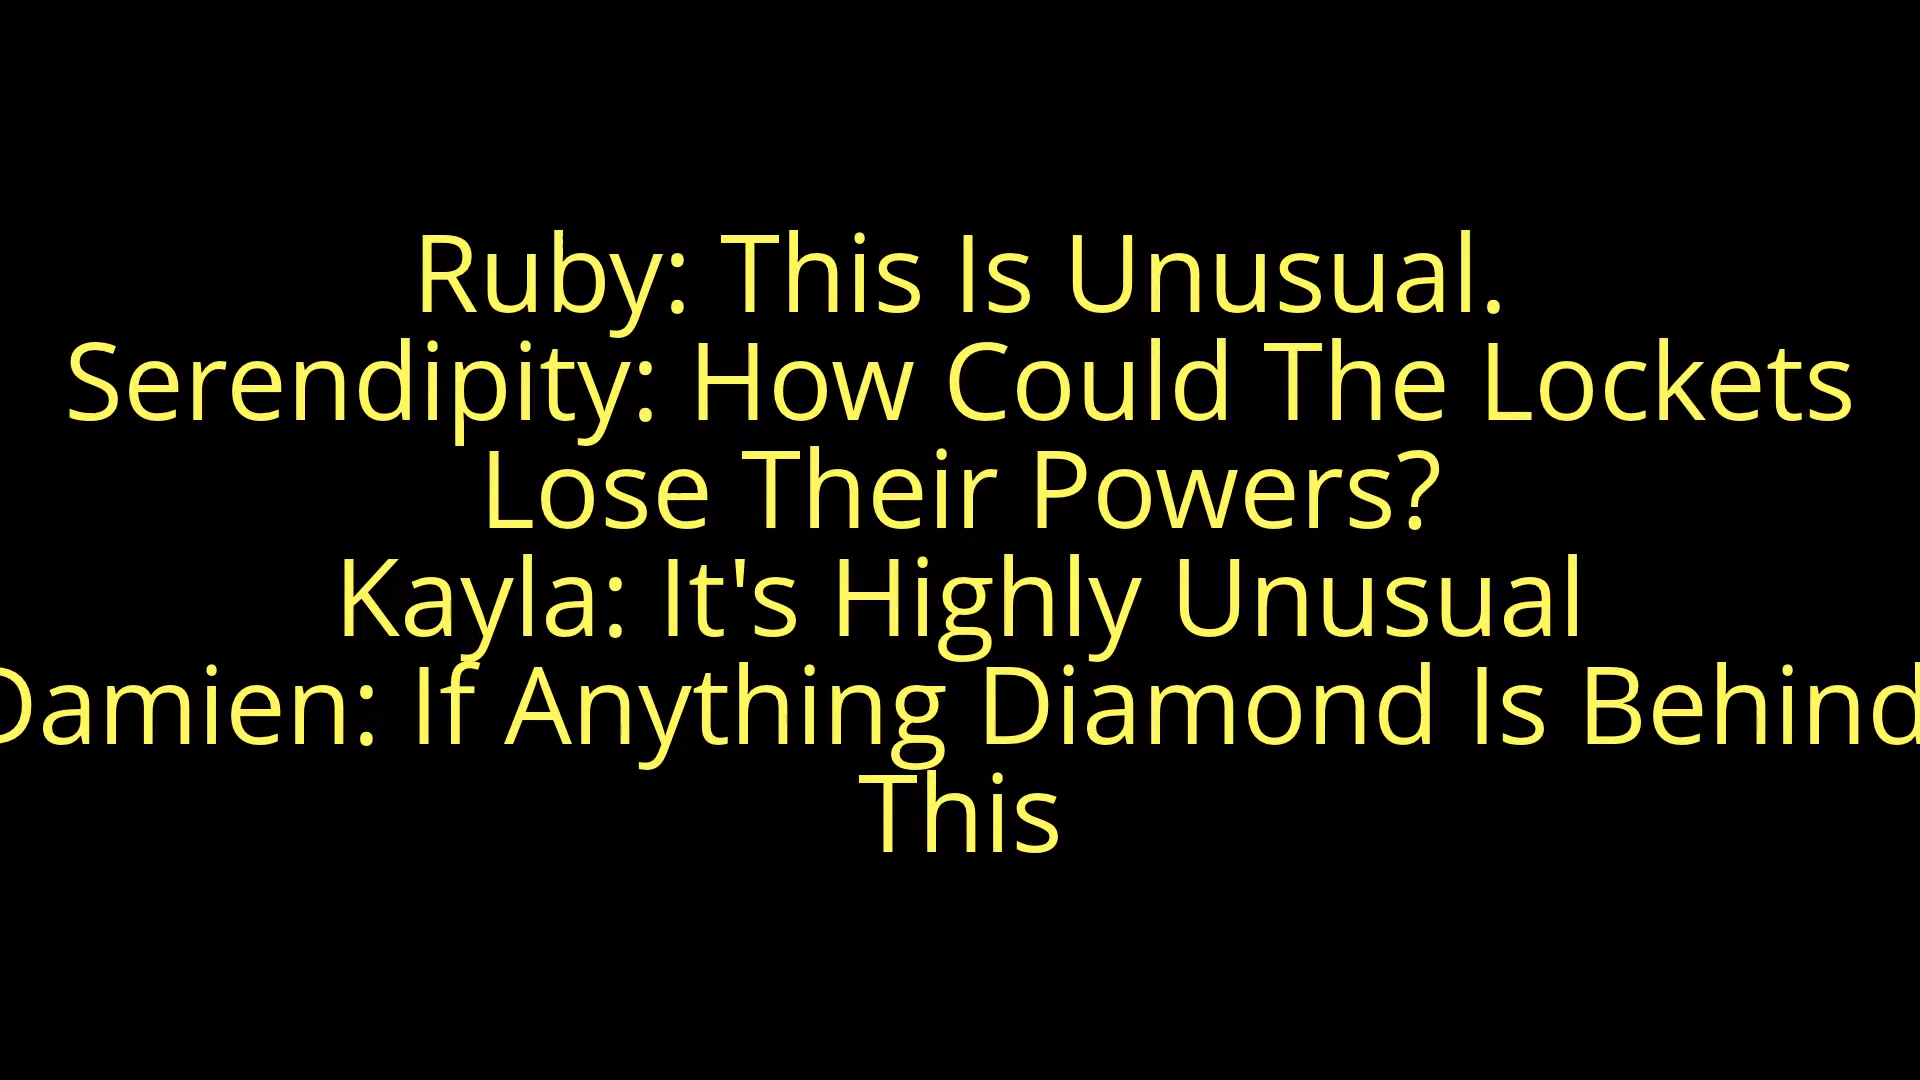 Ruby: This Is Unusual.
Serendipity: How Could The Lockets
Lose Their Powers?
Kayla: It's Highly Unusual
Damien: If Anything Diamond Is Behind
This